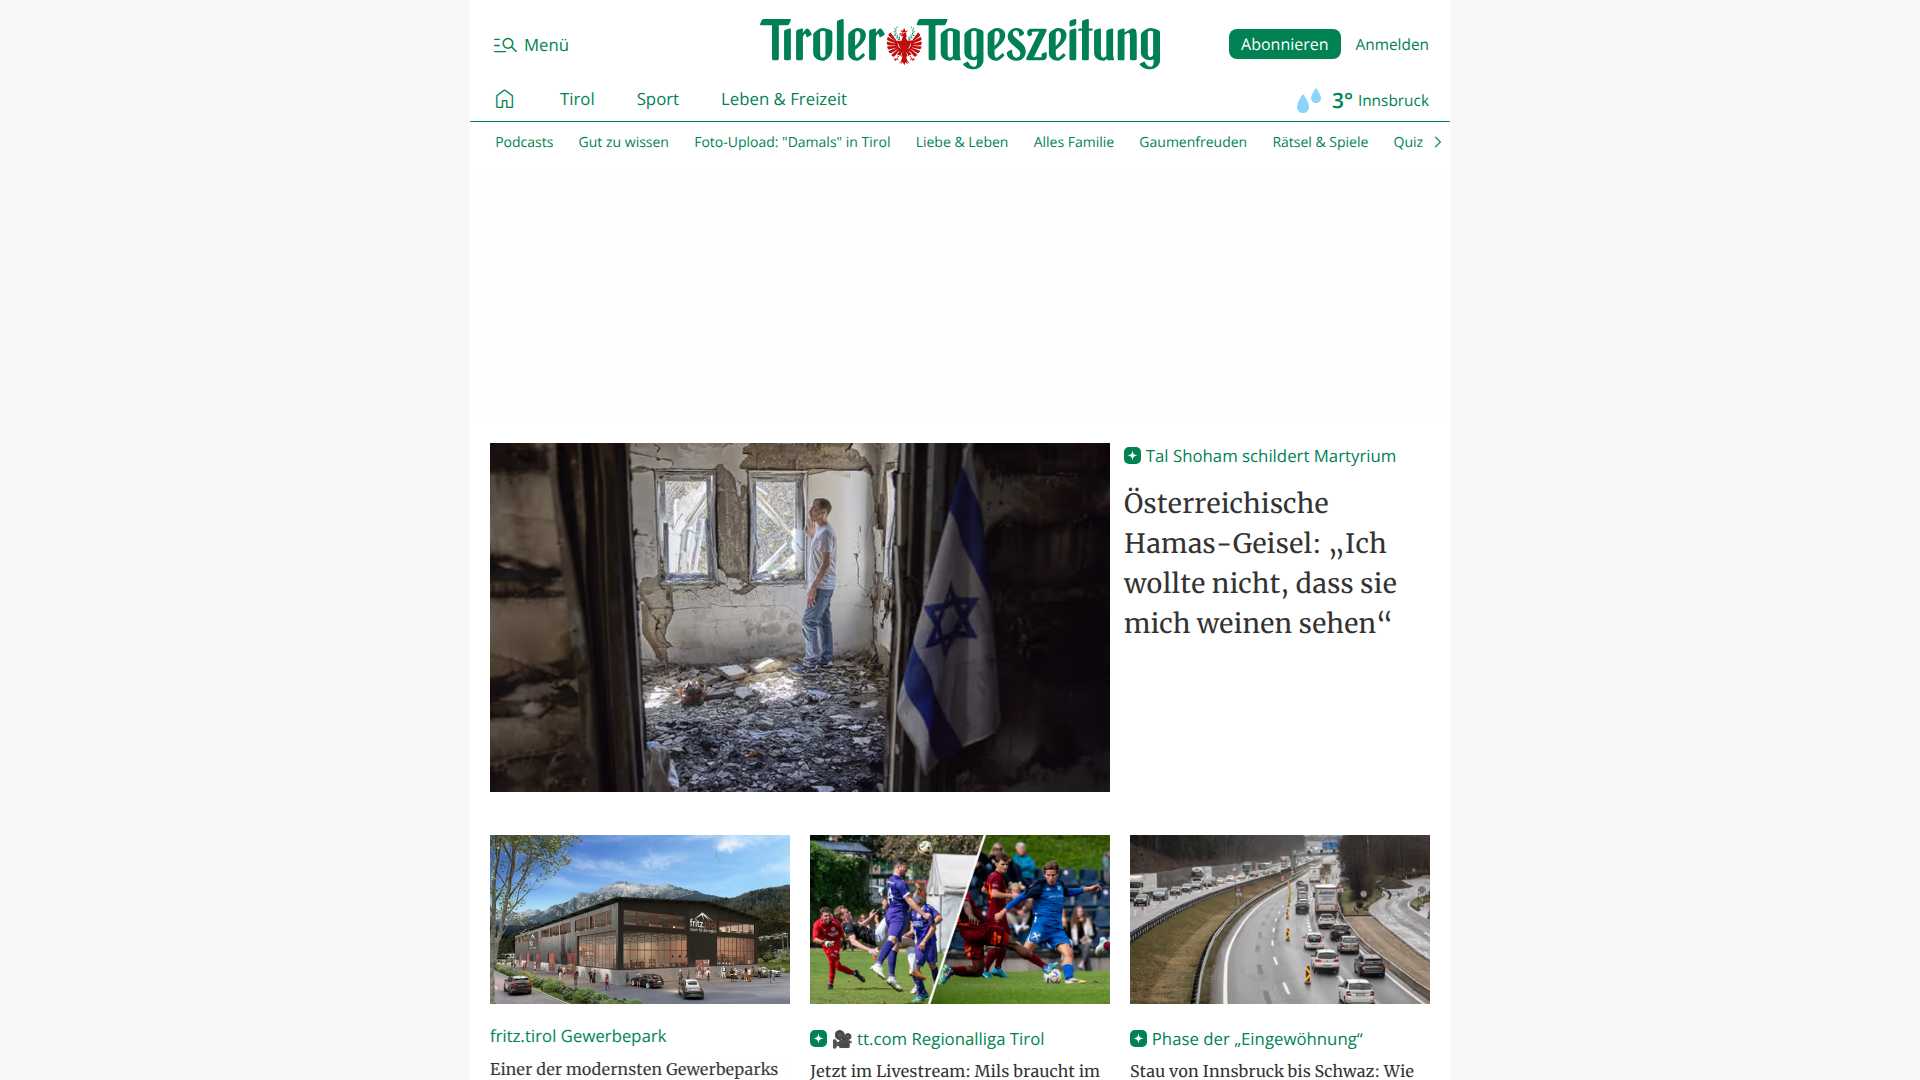 Menü
Tiroler Tageszeitung
Abonnieren
Anmelden
Tirol
Sport
Leben & Freizeit
3° Innsbruck
Podcasts
Gut zu wissen
Foto-Upload: "Damals" in Tirol
Liebe & Leben
Alles Familie
Gaumenfreuden
Rätsel & Spiele
Quiz
Tal Shoham schildert Martyrium
Österreichische
Hamas-Geisel: „Ich
wollte nicht, dass sie
mich weinen sehen“
fritz.
fritz.tirol Gewerbepark
Einer der modernsten Gewerbeparks
tt.com Regionalliga Tirol
Jetzt im Livestream: Mils braucht im
Phase der „Eingewöhnung“
Stau von Innsbruck bis Schwaz: Wie